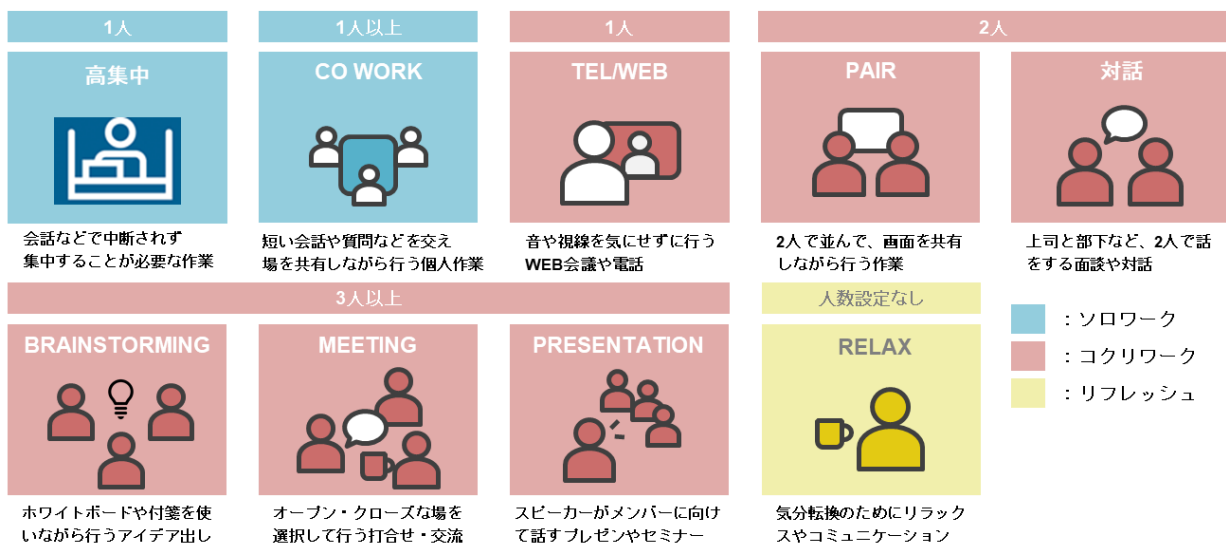 1人
1人以上
1人
2人
高集中
CO WORK
TEL/WEB
PAIR
対話
会話などで中断されず
集中することが必要な作業
短い会話や質問などを交え
場を共有しながら行う個人作業
音や視線を気にせずに行う
WEB会議や電話
2人で並んで、画面を共有
しながら行う作業
上司と部下など、2人で話
をする面談や対話
3人以上
人数設定なし
BRAINSTORMING
MEETING
PRESENTATION
RELAX
：ソロワーク
：コクリワーク
：リフレッシュ
ホワイトボードや付箋を使
いながら行うアイデア出し
オープン・クローズな場を
選択して行う打合せ・交流
スピーカーがメンバーに向け
て話すプレゼンやセミナー
気分転換のためにリラック
スやコミュニケーション